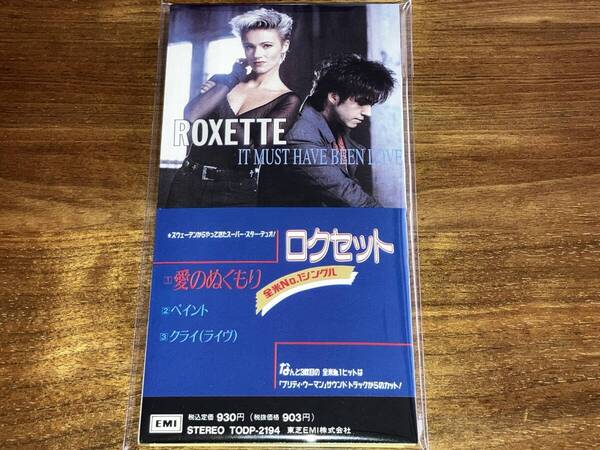 ROXETTE
IT MUST HAVE BEEN LOVE
*スウェーデンからやって来たスーパー・スター・デュオ!
ロクセット
全米No.1シングル
1 愛のぬくもり
2 ペイント
3 クライ(ライヴ)
なんと3枚目の 全米No.1ヒットは
「プリティ・ウーマン」サウンドトラックからのカット!
EMI
税込定価 930円 (税抜価格 903円)
STEREO TODP-2194 東芝EMI株式会社